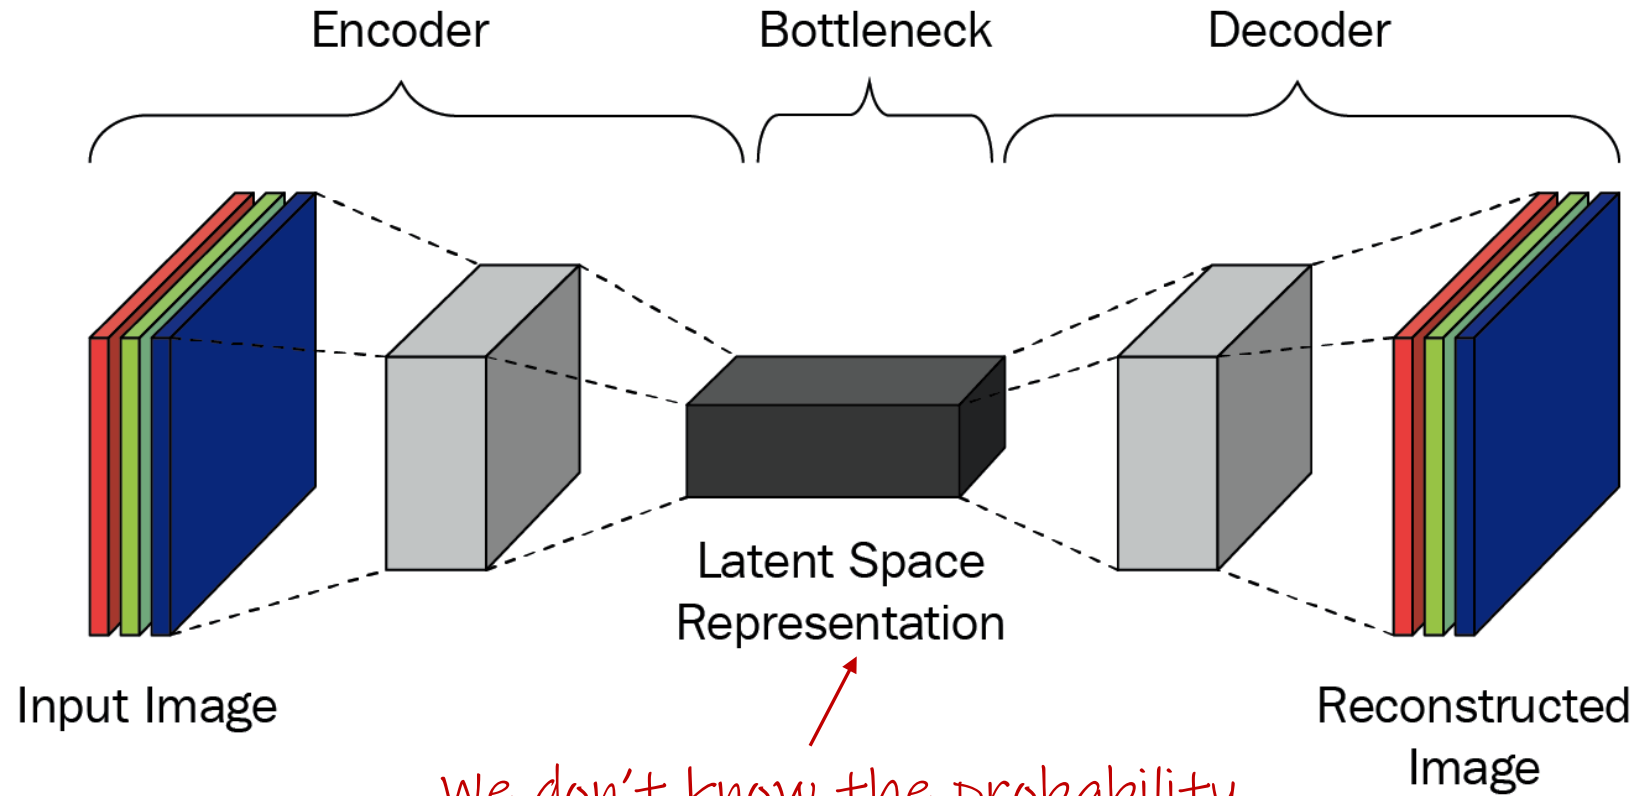 Encoder
Bottleneck
Decoder
Latent Space
Representation
Input Image
Reconstructed
Image
We don't know the probability